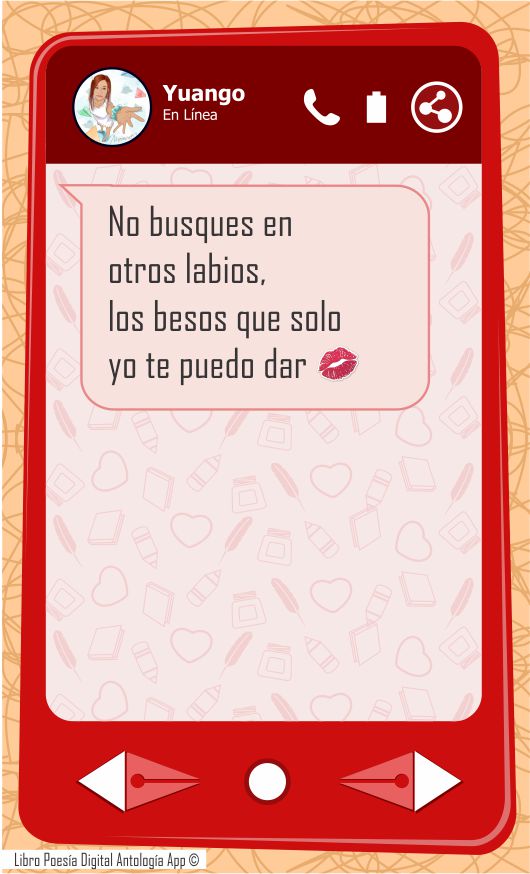 Yuango
En Línea
No busques en
otros labios,
los besos que solo
yo te puedo dar 💋
Libro Poesía Digital Antología App ©